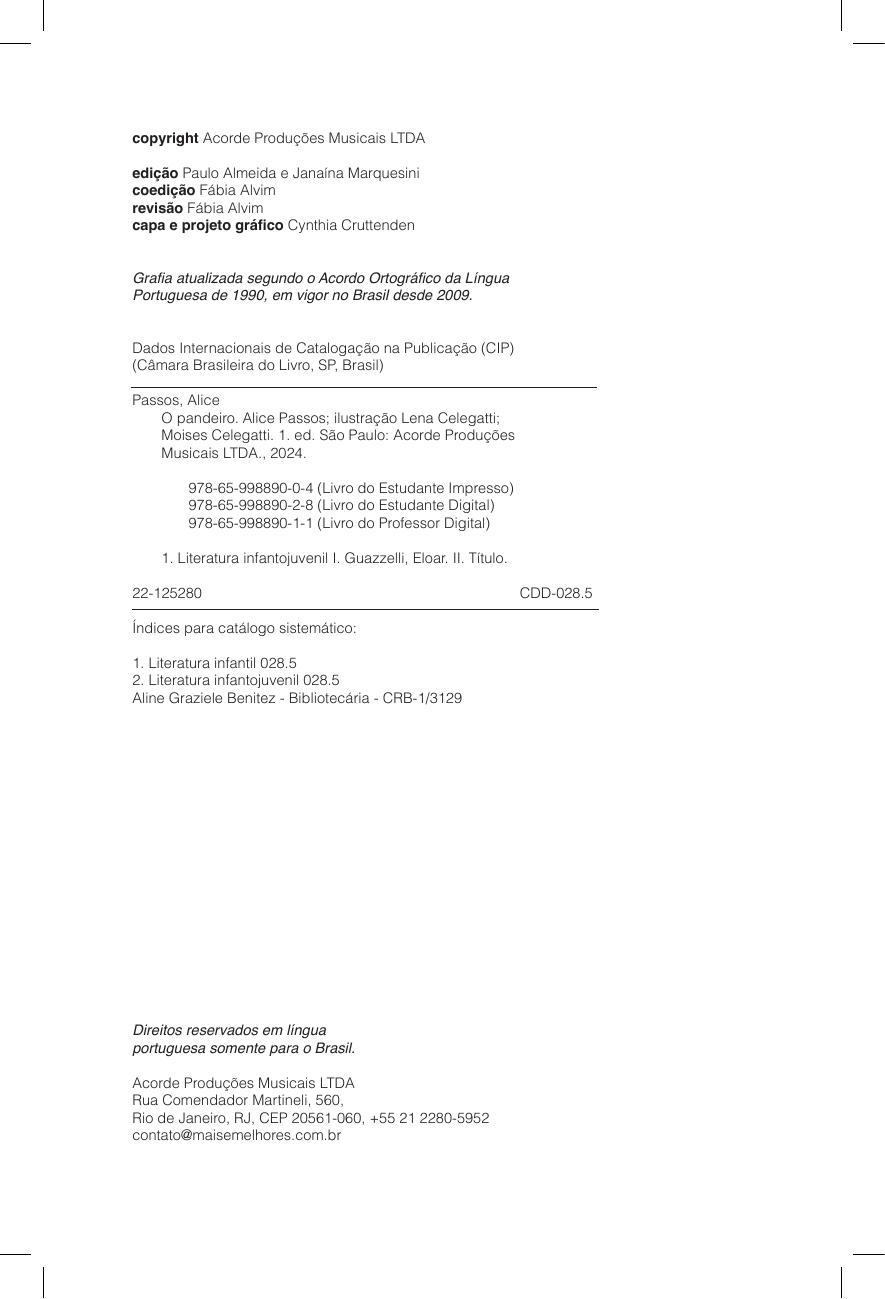 copyright Acorde Produções Musicais LTDA
edição Paulo Almeida e Janaína Marquesini
coedição Fábia Alvim
revisão Fábia Alvim
capa e projeto gráfico Cynthia Cruttenden
Grafia atualizada segundo o Acordo Ortográfico da Língua
Portuguesa de 1990, em vigor no Brasil desde 2009.
Dados Internacionais de Catalogação na Publicação (CIP)
(Câmara Brasileira do Livro, SP, Brasil)
Passos, Alice
O pandeiro. Alice Passos; ilustração Lena Celegatti;
Moises Celegatti. 1. ed. São Paulo: Acorde Produções
Musicais LTDA., 2024.
978-65-998890-0-4 (Livro do Estudante Impresso)
978-65-998890-2-8 (Livro do Estudante Digital)
978-65-998890-1-1 (Livro do Professor Digital)
1. Literatura infantojuvenil I. Guazzelli, Eloar. II. Título.
22-125280 CDD-028.5
Índices para catálogo sistemático:
1. Literatura infantil 028.5
2. Literatura infantojuvenil 028.5
Aline Graziele Benitez - Bibliotecária - CRB-1/3129
Direitos reservados em língua
portuguesa somente para o Brasil.
Acorde Produções Musicais LTDA
Rua Comendador Martineli, 560,
Rio de Janeiro, RJ, CEP 20561-060, +55 21 2280-5952
contato@maisemelhores.com.br